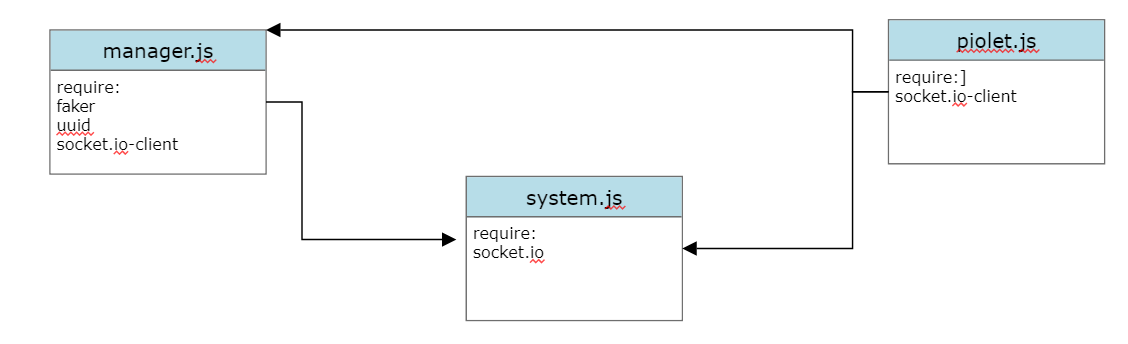 manager.js
require:
faker
uuid
socket.io-client
piolet.js
require:]
socket.io-client
system.js
require:
socket.io